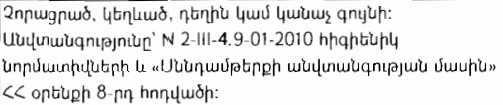 Չորացրած, կեղևած, դեղին կամ կանաչ գույնի:
Անվտանգությունը՝ N 2-III-4.9-01-2010 հիգիենիկ
նորմատիվների և «Սննդամթերքի անվտանգության մասին»
ՀՀ օրենքի 8-րդ հոդվածի: